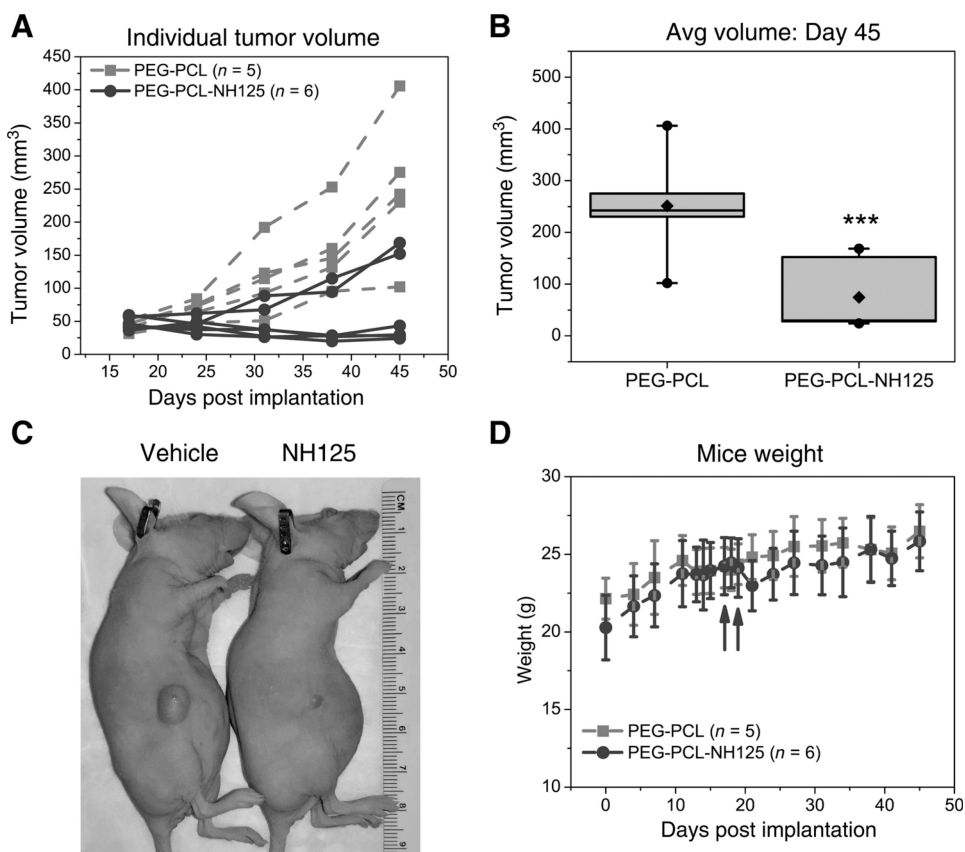 A
Individual tumor volume
450
400
350
300
250
200
150
100
50
0
Tumor volume (mm³)
PEG-PCL (n = 5)
PEG-PCL-NH125 (n = 6)
15 20 25 30 35 40 45 50
Days post implantation
B
Avg volume: Day 45
500
400
300
200
100
0
Tumor volume (mm³)
***
PEG-PCL PEG-PCL-NH125
C
Vehicle NH125
CM
1
2
3
4
5
6
7
8
9
D
Mice weight
30
25
20
15
10
Weight (g)
PEG-PCL (n = 5)
PEG-PCL-NH125 (n = 6)
0 10 20 30 40 50
Days post implantation